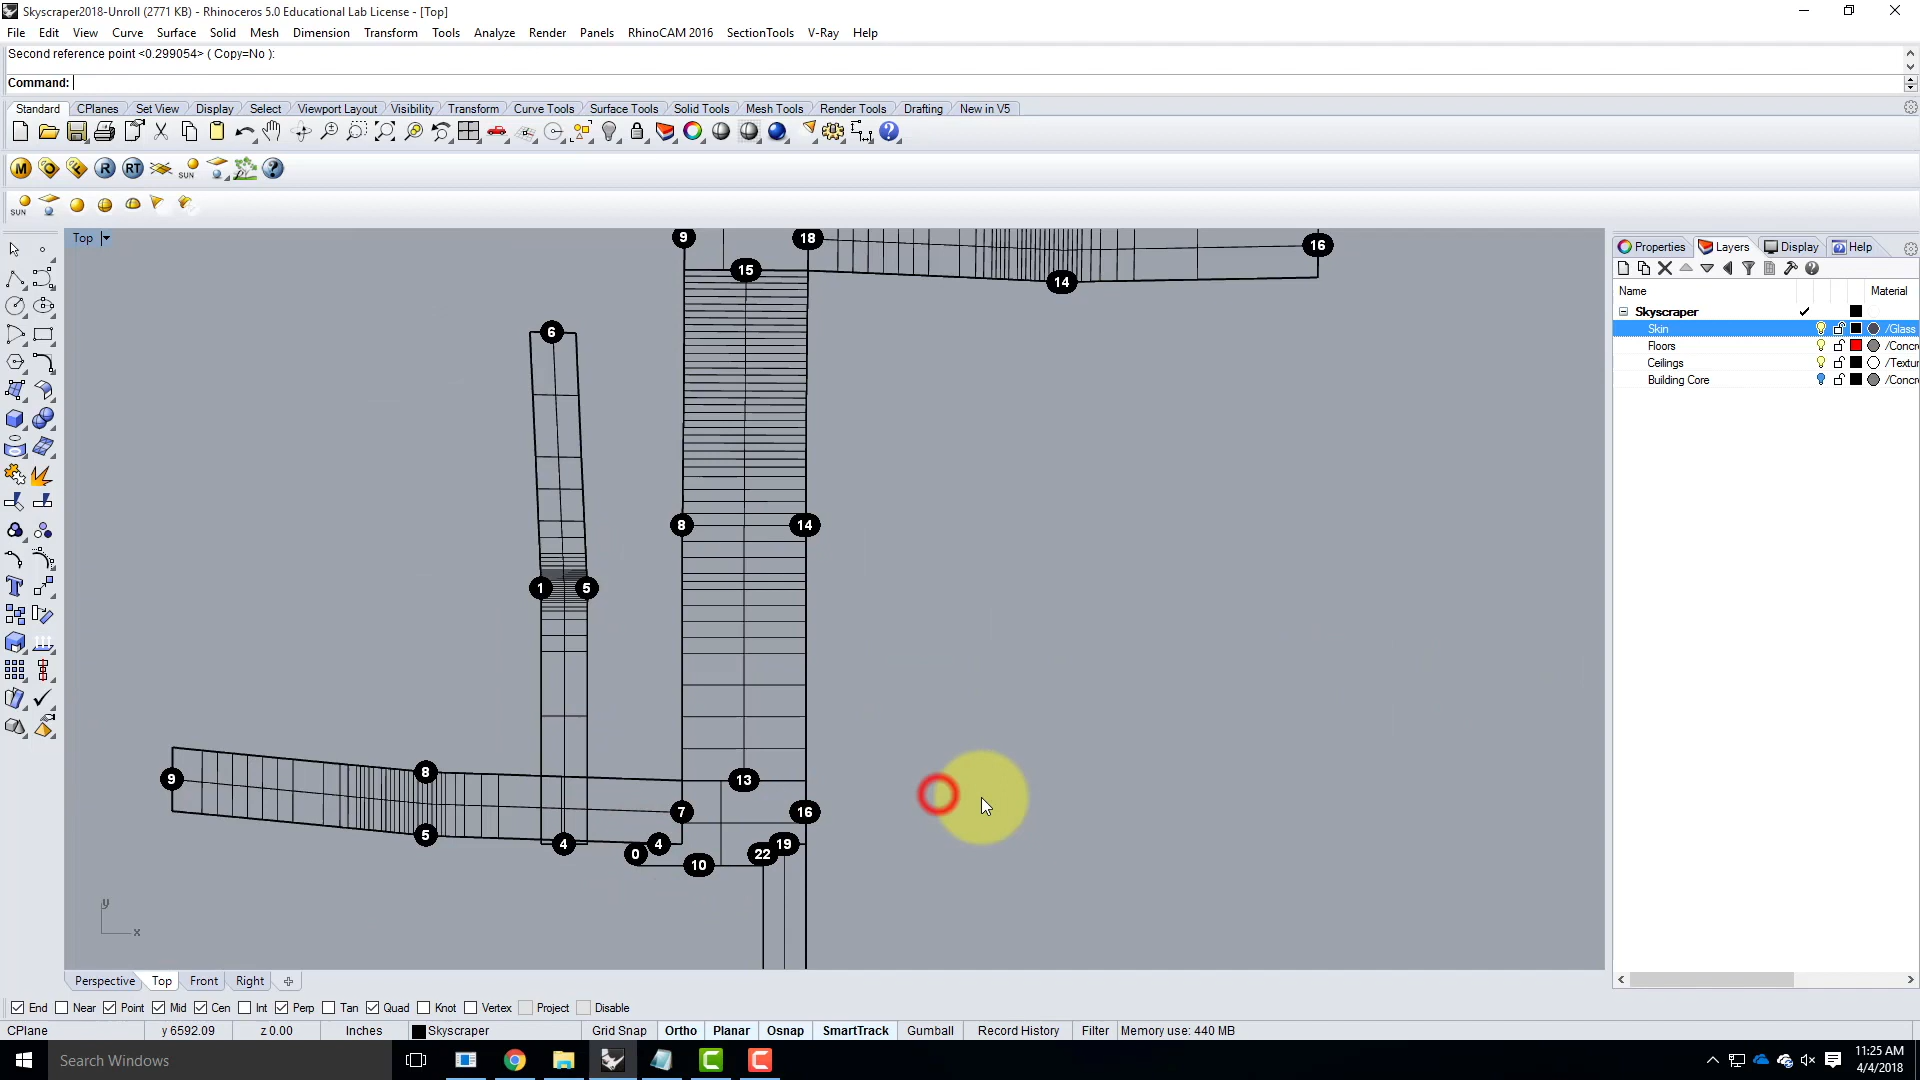 Skyscraper2018-Unroll (2771 KB) - Rhinoceros 5.0 Educational Lab License - [Top]
File Edit View Curve Surface Solid Mesh Dimension Transform Tools Analyze Render Panels RhinoCAM 2016 SectionTools V-Ray Help
Second reference point <0.299054> ( Copy=No ):
Command:
Standard CPlanes Set View Display Select Viewport Layout Visibility Transform Curve Tools Surface Tools Solid Tools Mesh Tools Render Tools Drafting New in V5
M O F R RT SUN
SUN
Top
9 18 16
15
14
6
8 14
1 5
9 8 13
7 16
5 4 0 4 22 19
10
y
x
Properties Layers Display Help
Name Material
Skyscraper
Skin /Glass
Floors /Concr
Ceilings /Textur
Building Core /Concr
Perspective Top Front Right
End Near Point Mid Cen Int Perp Tan Quad Knot Vertex Project Disable
CPlane y 6592.09 z 0.00 Inches Skyscraper Grid Snap Ortho Planar Osnap SmartTrack Gumball Record History Filter Memory use: 440 MB
Search Windows
11:25 AM
4/4/2018